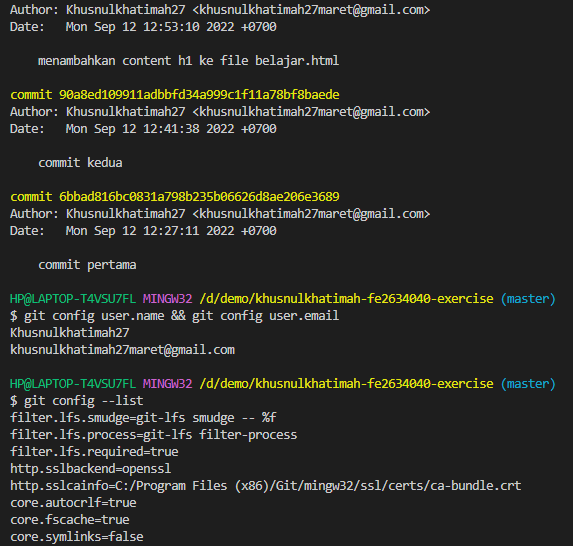 Author: Khusnulkhatimah27 <khusnulkhatimah27maret@gmail.com>
Date:   Mon Sep 12 12:53:10 2022 +0700
    menambahkan content h1 ke file belajar.html
commit 90a8ed109911adbbfd34a999c1f11a78bf8baede
Author: Khusnulkhatimah27 <khusnulkhatimah27maret@gmail.com>
Date:   Mon Sep 12 12:41:38 2022 +0700
    commit kedua
commit 6bbad816bc0831a798b235b06626d8ae206e3689
Author: Khusnulkhatimah27 <khusnulkhatimah27maret@gmail.com>
Date:   Mon Sep 12 12:27:11 2022 +0700
    commit pertama
HP@LAPTOP-T4VSU7FL MINGW32 /d/demo/khusnulkhatimah-fe2634040-exercise (master)
$ git config user.name && git config user.email
Khusnulkhatimah27
khusnulkhatimah27maret@gmail.com
HP@LAPTOP-T4VSU7FL MINGW32 /d/demo/khusnulkhatimah-fe2634040-exercise (master)
$ git config --list
filter.lfs.smudge=git-lfs smudge -- %f
filter.lfs.process=git-lfs filter-process
filter.lfs.required=true
http.sslbackend=openssl
http.sslcainfo=C:/Program Files (x86)/Git/mingw32/ssl/certs/ca-bundle.crt
core.autocrlf=true
core.fscache=true
core.symlinks=false